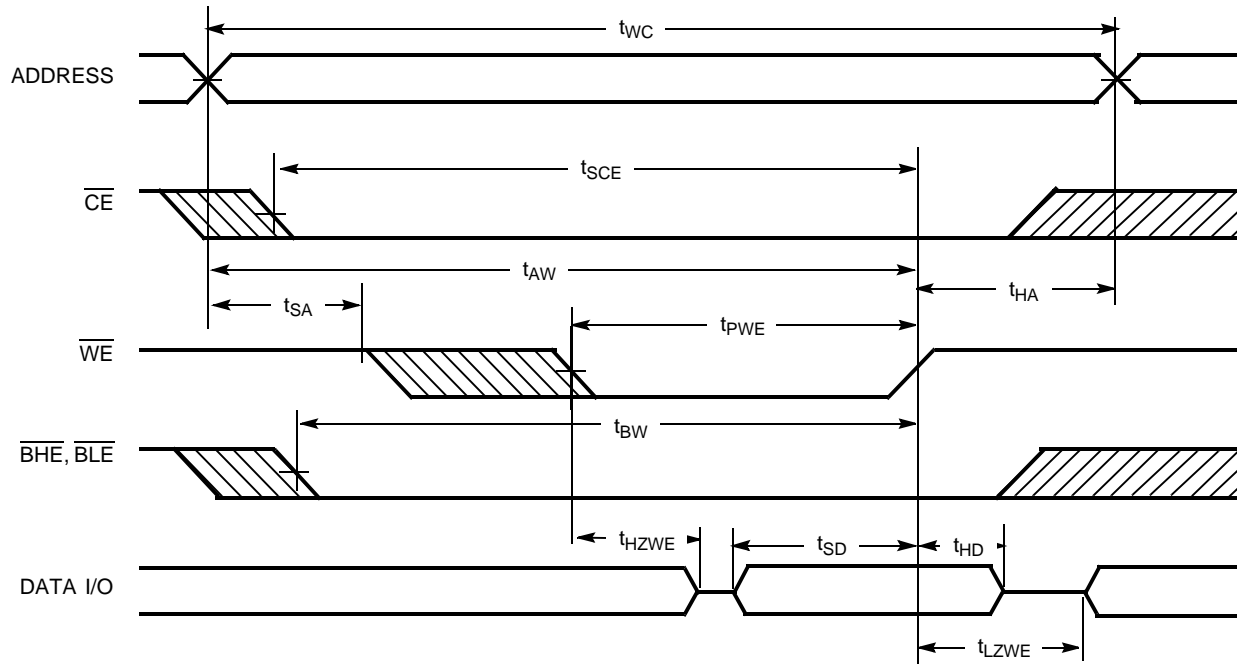 tWC
ADDRESS
tSCE
CE
tAW
tSA
tHA
tPWE
WE
tBW
BHE, BLE
tHZWE
tSD
tHD
DATA I/O
tLZWE